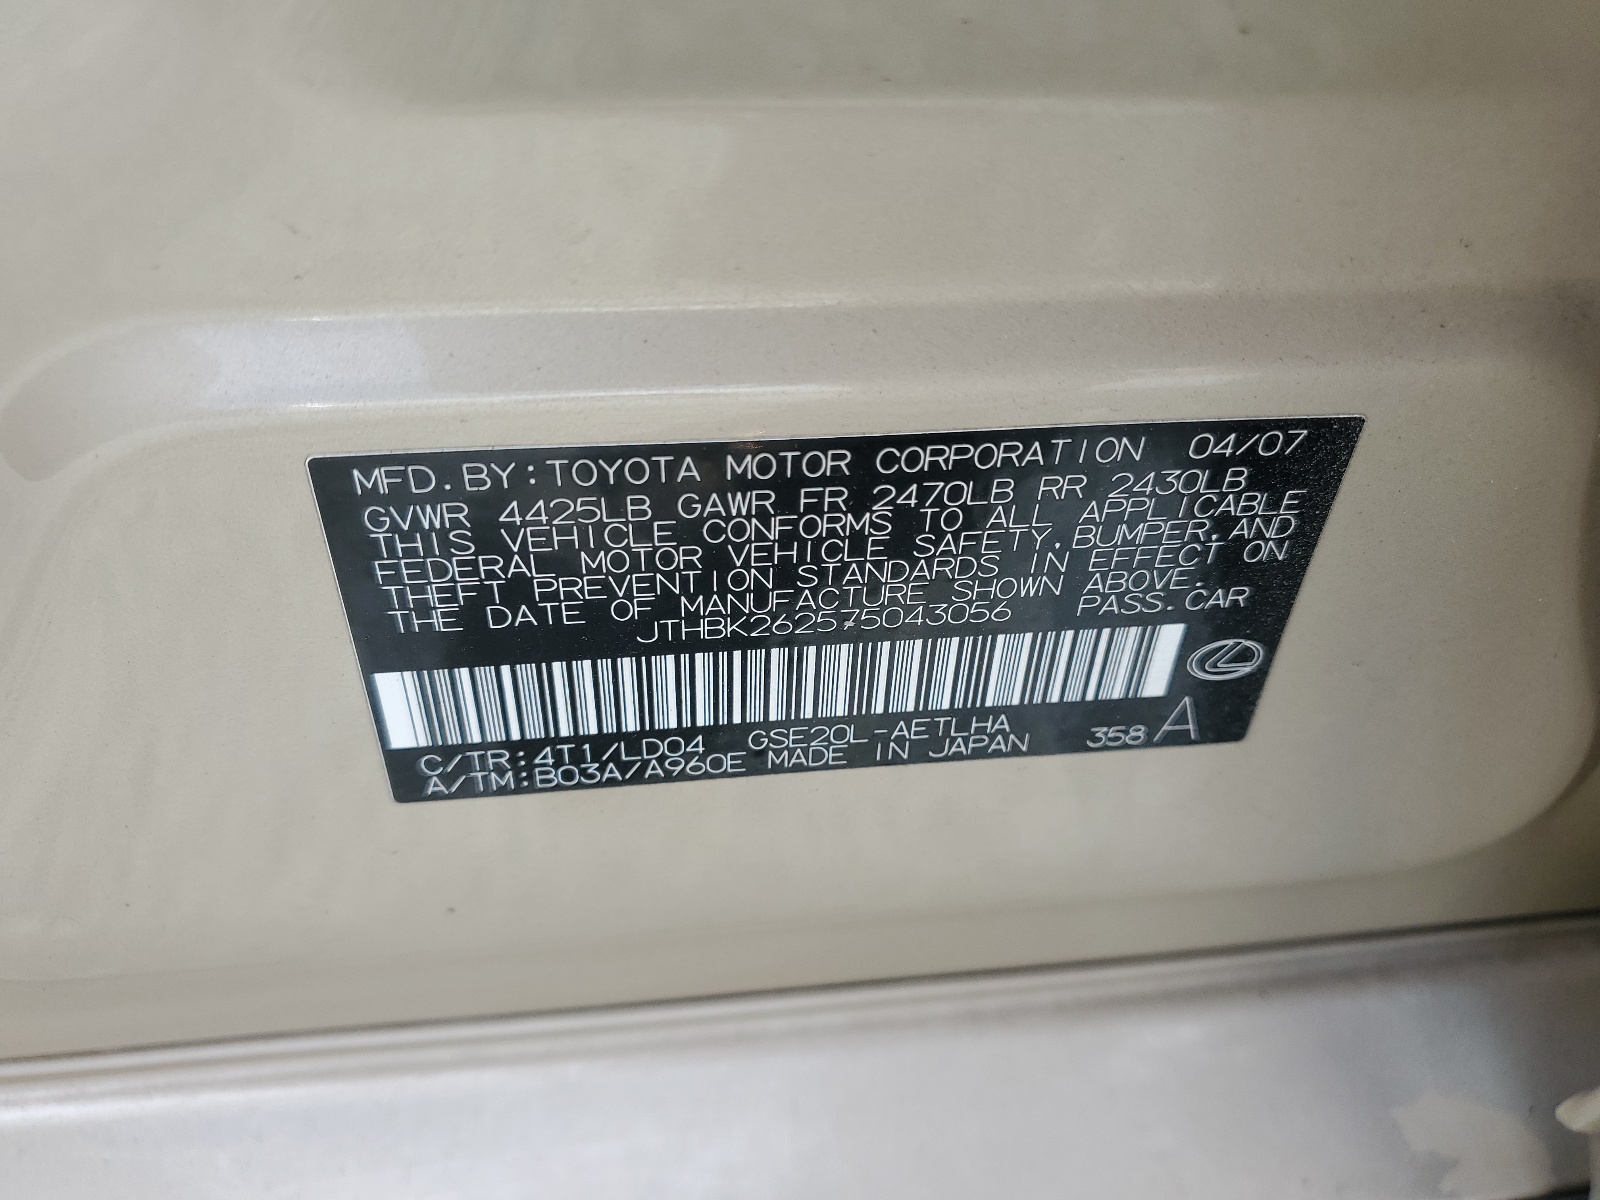 MFD. BY: TOYOTA MOTOR CORPORATION 04/07
GVWR 4425LB GAWR FR 2470LB RR 2430LB
THIS VEHICLE CONFORMS TO ALL APPLICABLE
FEDERAL MOTOR VEHICLE SAFETY, BUMPER, AND
THEFT PREVENTION STANDARDS IN EFFECT ON
THE DATE OF MANUFACTURE SHOWN ABOVE.
JTHBK262575043056 PASS. CAR
C/TR: 4T1/LD04 GSE20L-AETLHA 358 A
A/TM: B03A/A960E MADE IN JAPAN